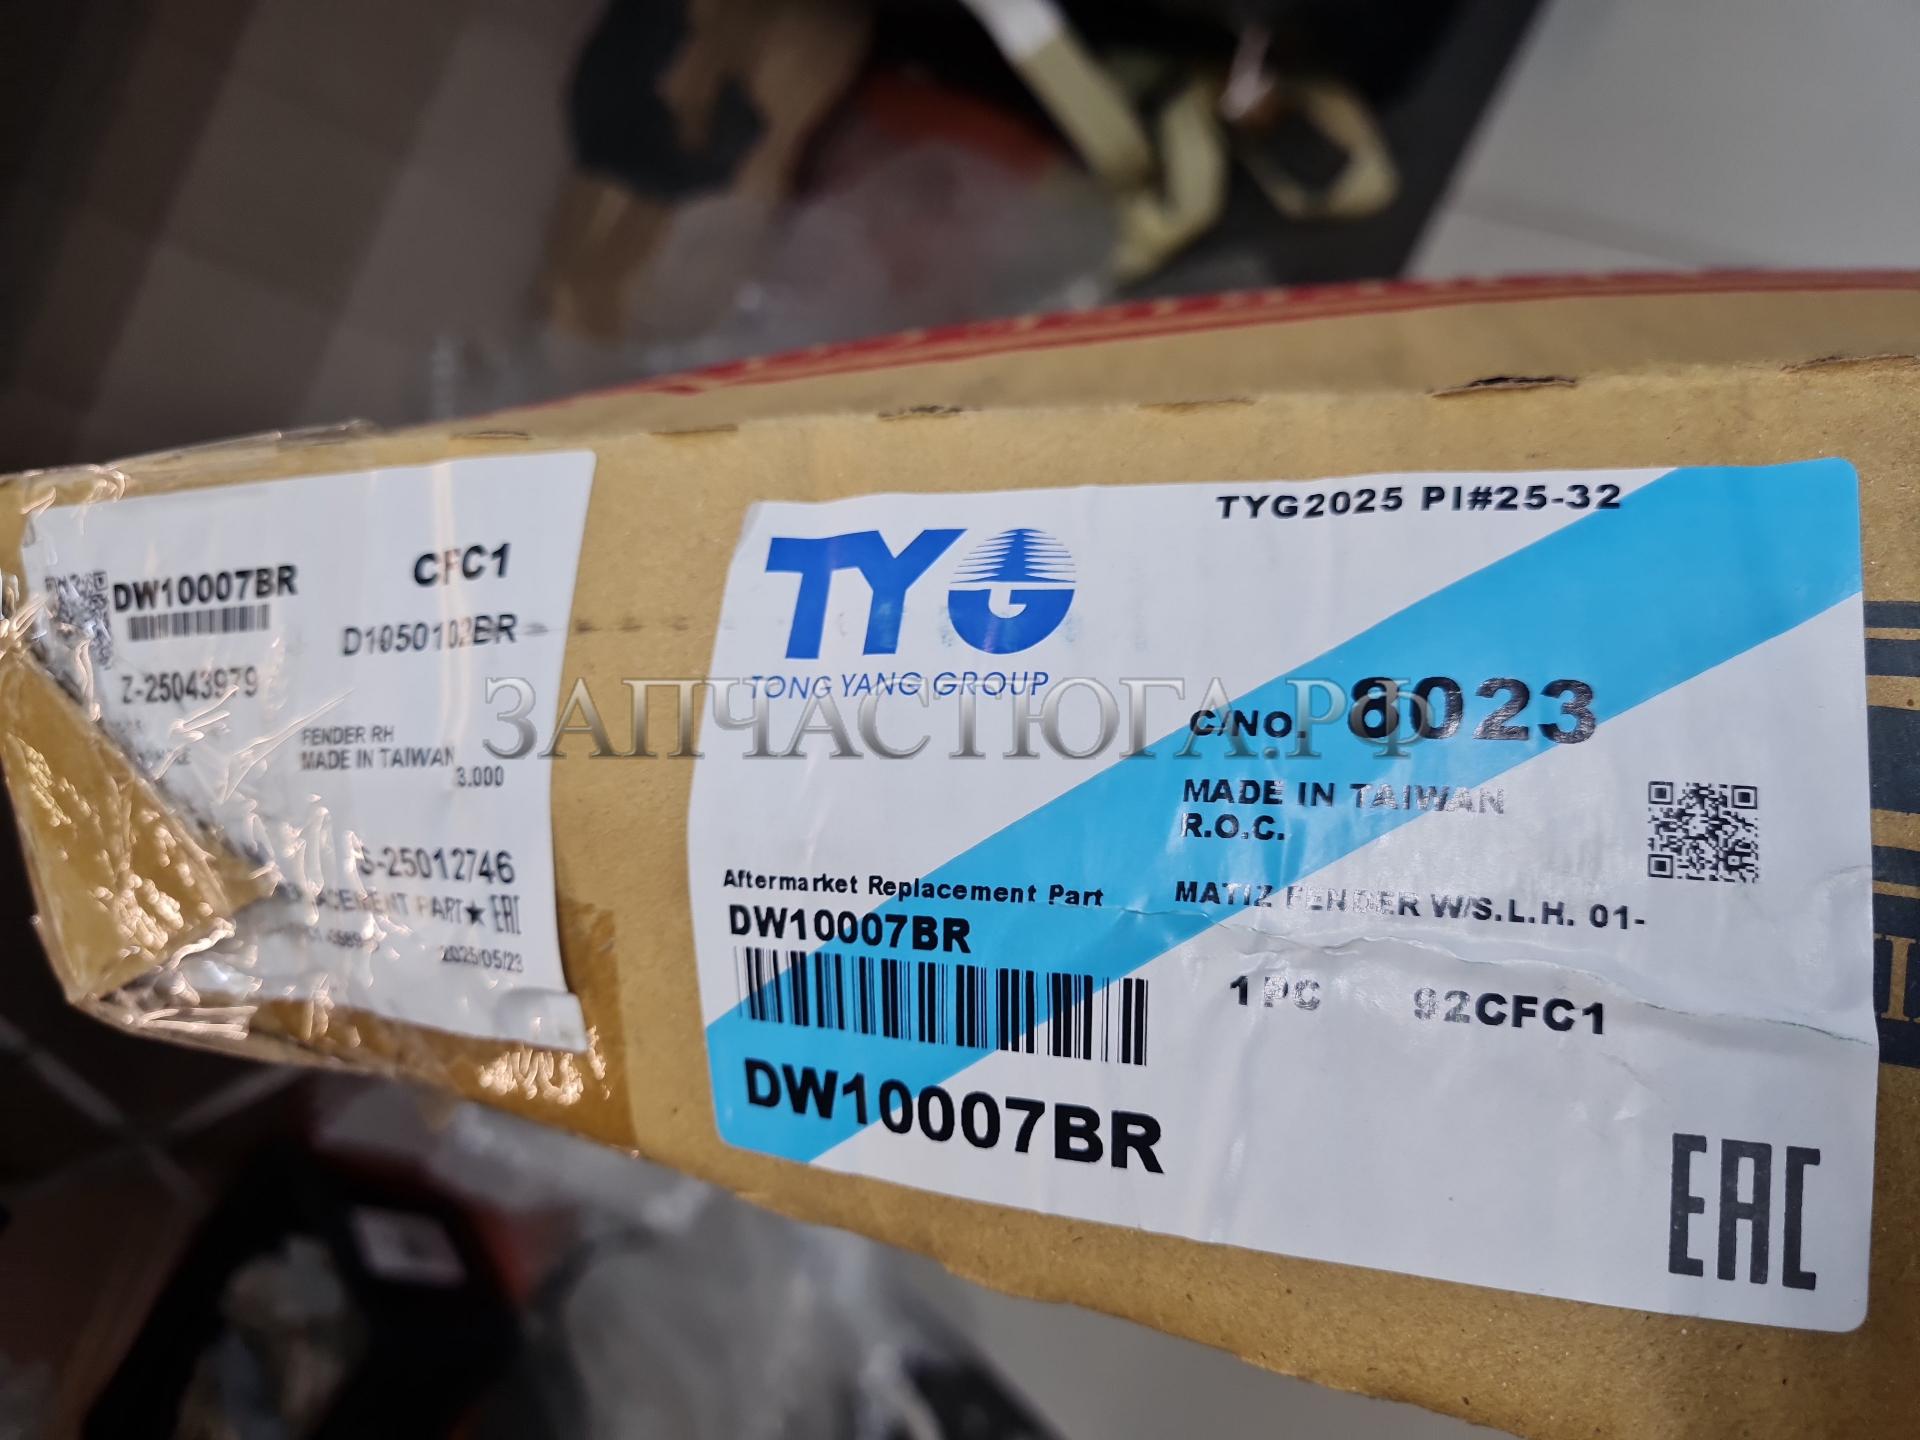 DW10007BR
CFC1
D1050102BR
Z-25043979
FENDER RH
MADE IN TAIWAN
3.000
S-25012746
REPLACEMENT PART★ EAC
2025/05/23
TYG2025 PI#25-32
TYG
TONG YANG GROUP
ЗАПЧАСТЮГА.РФ
C/NO. 8023
MADE IN TAIWAN
R.O.C.
Aftermarket Replacement Part
MATIZ FENDER W/S.L.H. 01-
DW10007BR
1 PC 92CFC1
DW10007BR
EAC